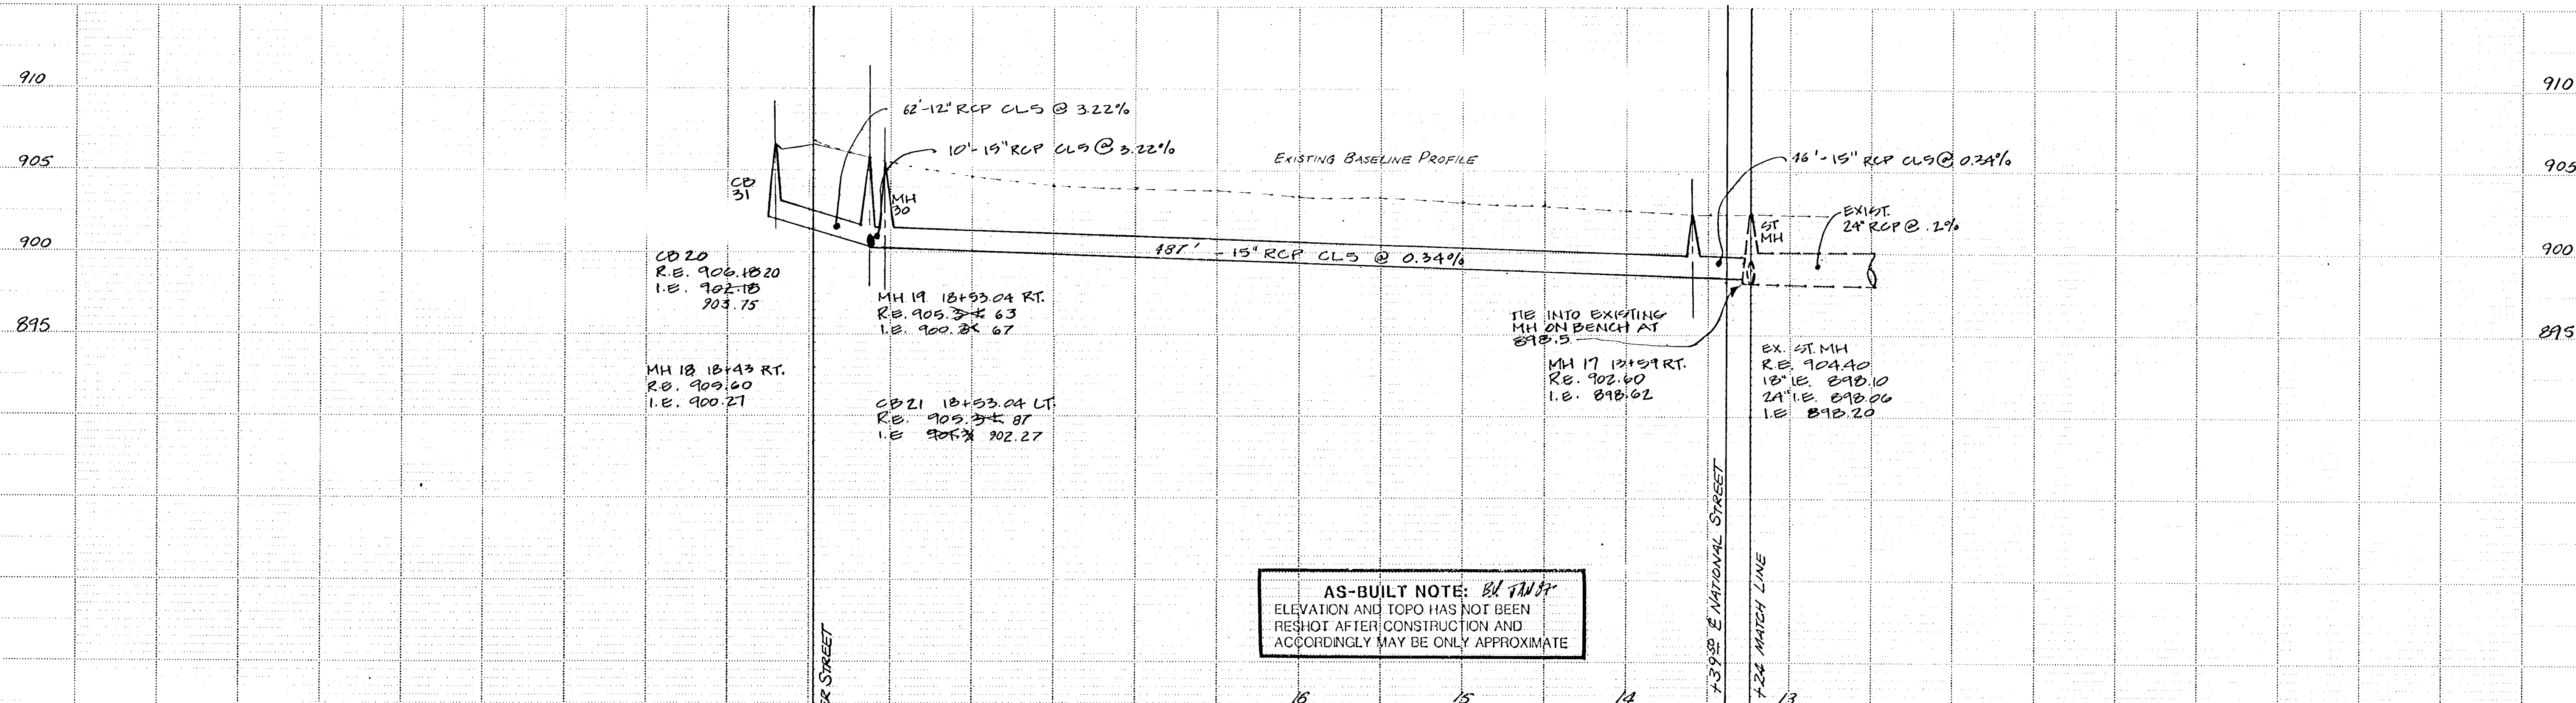 910
910
905
905
900
900
895
895
62'-12" RCP CL5 @ 3.22%
10'-15" RCP CL5 @ 3.22%
EXISTING BASELINE PROFILE
46'-15" RCP CL5 @ 0.34%
EXIST.
24" RCP @ .2%
CB
31
MH
30
ST
MH
487' - 15" RCP CL5 @ 0.34%
CB 20
R.E. 906.18 20
I.E. 902.18
903.75
MH 19 18+53.04 RT.
R.E. 905. 63
I.E. 900. 67
TIE INTO EXISTING
MH ON BENCH AT
898.5
MH 18 18+43 RT.
R.E. 905.60
I.E. 900.27
CB 21 18+53.04 LT.
R.E. 905. 87
I.E. 902.27
MH 17 13+59 RT.
R.E. 902.60
I.E. 898.62
EX. ST. MH
R.E. 904.40
18" I.E. 898.10
24" I.E. 898.06
I.E 898.20
AS-BUILT NOTE:
ELEVATION AND TOPO HAS NOT BEEN
RESHOT AFTER CONSTRUCTION AND
ACCORDINGLY MAY BE ONLY APPROXIMATE
ER STREET
NATIONAL STREET
+24 MATCH LINE
16
15
14
13